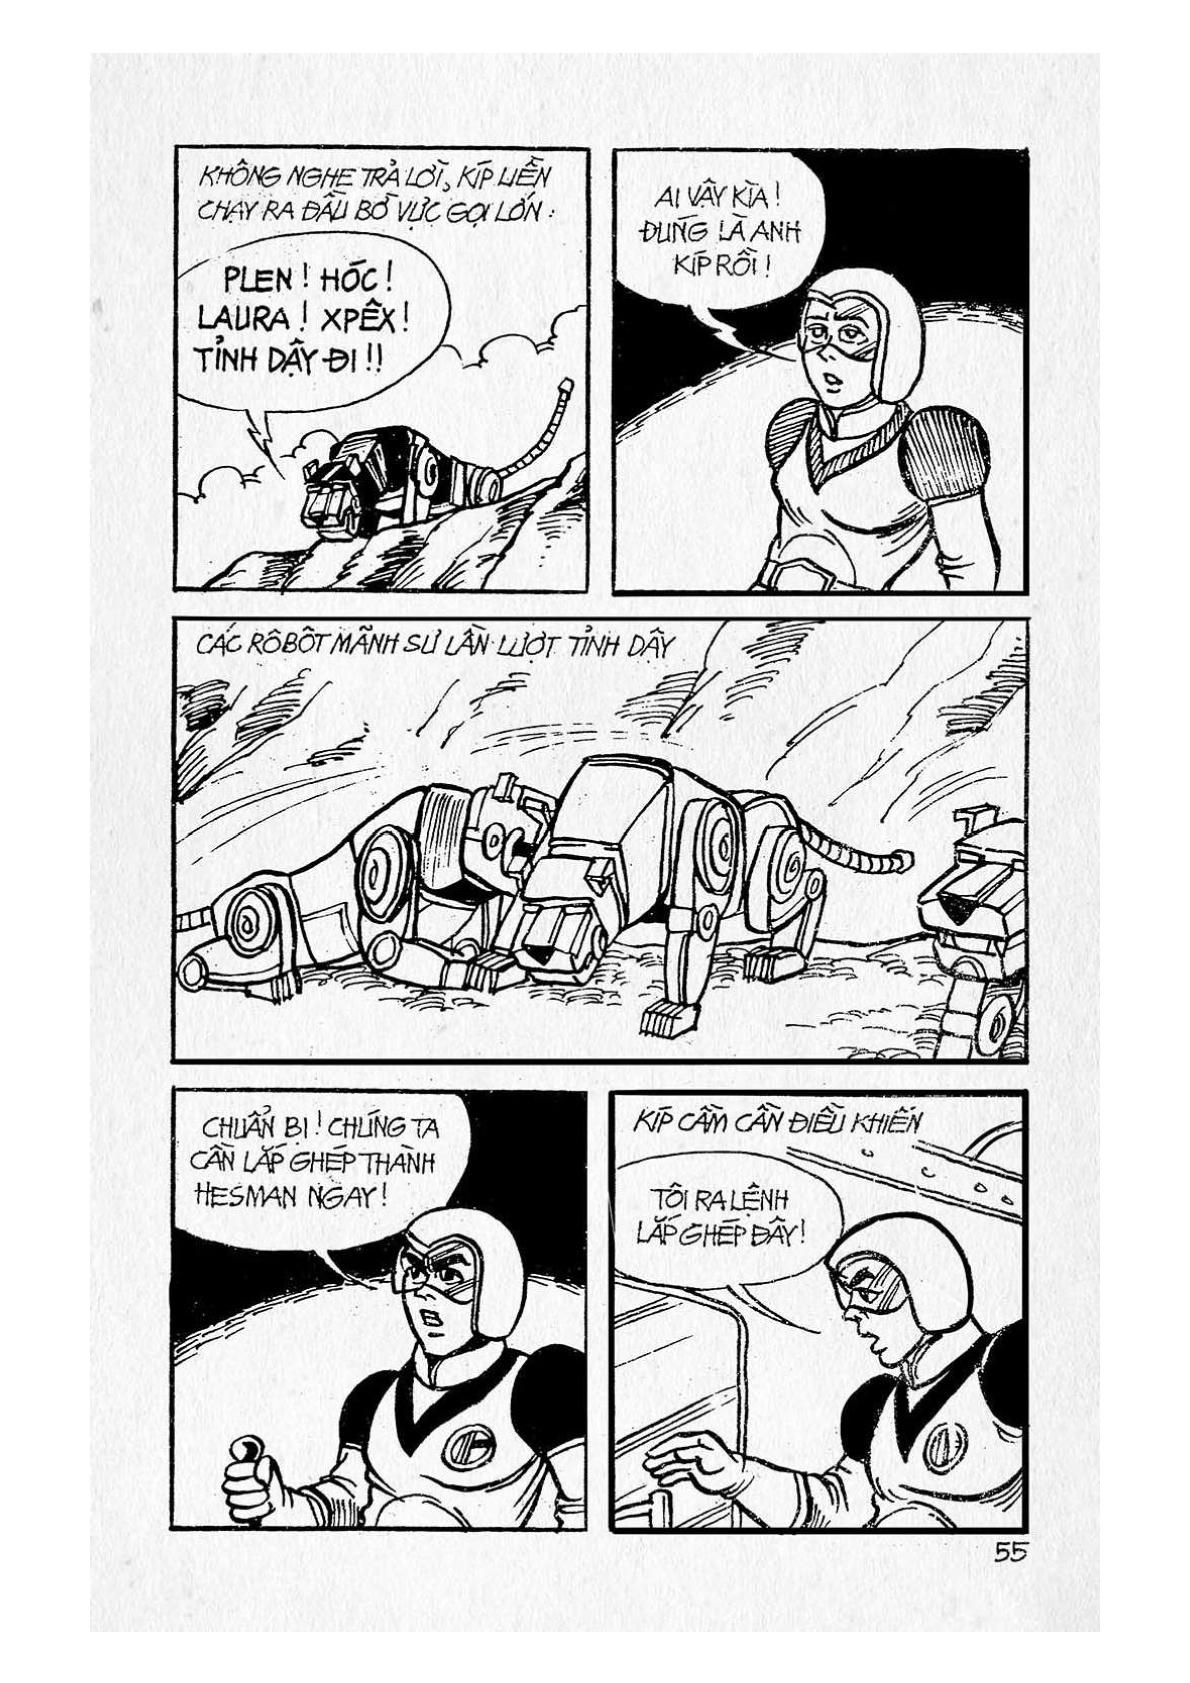 KHÔNG NGHE TRẢ LỜI, KÍP LIỀN
CHẠY RA ĐẦU BỜ VỰC GỌI LỚN:
PLEN! HÓC!
LAURA! XPÊX!
TỈNH DẬY ĐI!!
AI VẬY KÌA!
ĐÚNG LÀ ANH
KÍP RỒI!
CÁC RÔBÔT MÃNH SƯ LẦN LƯỢT TỈNH DẬY
CHUẨN BỊ! CHÚNG TA
CẦN LẮP GHÉP THÀNH
HESMAN NGAY!
KÍP CẦM CẦN ĐIỀU KHIỂN
TÔI RA LỆNH
LẮP GHÉP ĐÂY!
55